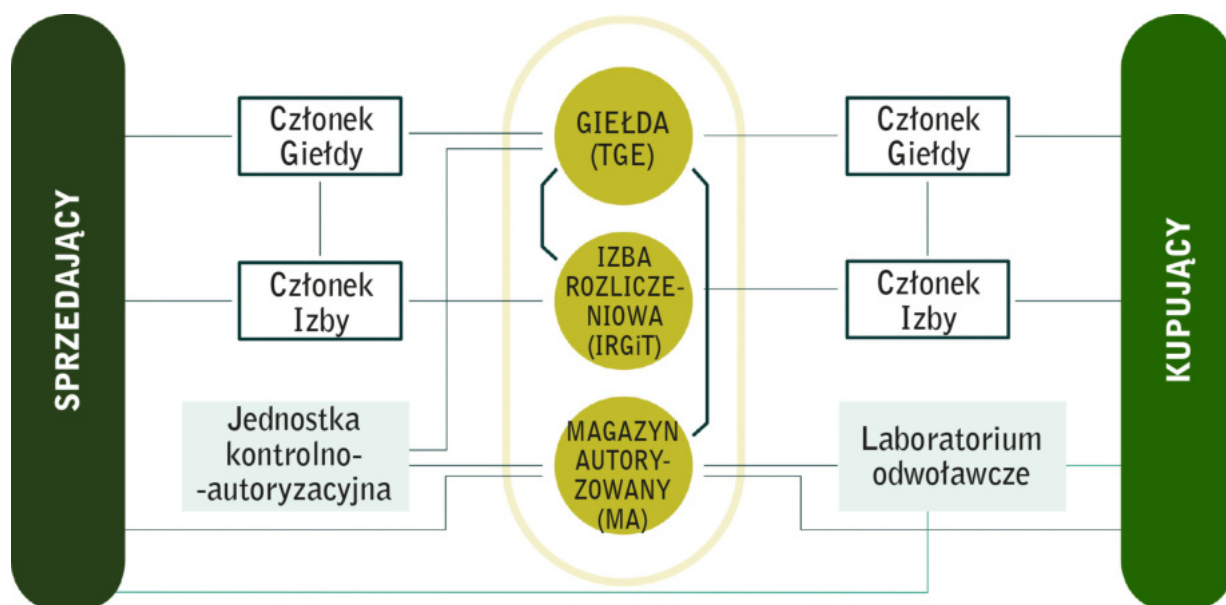 SPRZEDAJĄCY
Członek
Giełdy
GIEŁDA
(TGE)
Członek
Giełdy
Członek
Izby
IZBA
ROZLICZE-
NIOWA
(IRGiT)
Członek
Izby
Jednostka
kontrolno-
-autoryzacyjna
MAGAZYN
AUTORY-
ZOWANY
(MA)
Laboratorium
odwoławcze
KUPUJĄCY